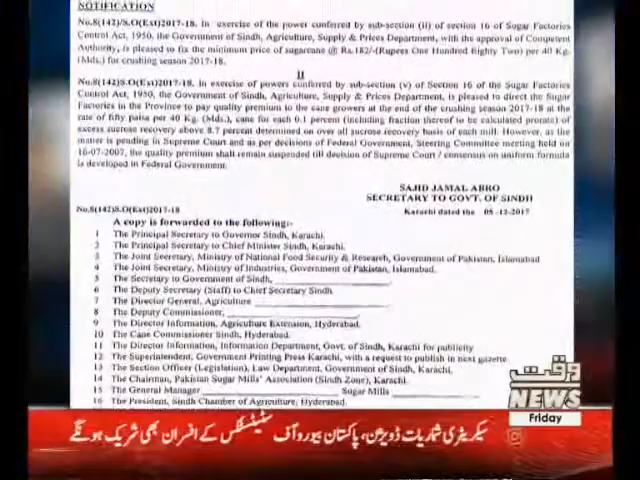 NOTIFICATION
No.8(142)/S.O(Ext)2017-18. In exercise of the power conferred by sub-section (ii) of section 16 of Sugar Factories
Control Act, 1950, the Government of Sindh, Agriculture, Supply & Prices Department, with the approval of Competent
Authority, is pleased to fix the minimum price of sugarcane @ Rs.182/-(Rupees One Hundred Eighty Two) per 40 Kg.
(Mds.) for crushing season 2017-18.
II
No.8(142)S.O(Ext)2017-18. In exercise of powers conferred by sub-section (v) of Section 16 of the Sugar Factories
Control Act, 1950, the Government of Sindh, Agriculture, Supply & Prices Department, is pleased to direct the Sugar
Factories in the Province to pay quality premium to the cane growers at the end of the crushing season 2017-18 at the
rate of fifty paisa per 40 Kg. (Mds.), for each 0.1 percent (including fraction thereof to be calculated prorate) of
excess sucrose recovery above 8.7 percent determined on over all sucrose recovery basis of each mill. However, as the
matter is pending in Supreme Court and as per decisions of Federal Government, Steering Committee meeting held on
16-07-2007, the quality premium shall remain suspended till decision of Supreme Court / consensus on uniform formula
is developed in Federal Government.
SAJID JAMAL ABRO
SECRETARY TO GOVT. OF SINDH
No.8(142)S.O(Ext)2017-18
Karachi dated the 05-12-2017
A copy is forwarded to the following:-
1 The Principal Secretary to Governor Sindh, Karachi.
2 The Principal Secretary to Chief Minister Sindh, Karachi.
3 The Joint Secretary, Ministry of National Food Security & Research, Government of Pakistan, Islamabad
4 The Joint Secretary, Ministry of Industries, Government of Pakistan, Islamabad.
5 The Secretary to Government of Sindh,
6 The Deputy Secretary (Staff) to Chief Secretary Sindh
7 The Director General, Agriculture
8 The Deputy Commissioner,
9 The Director Information, Agriculture Extension, Hyderabad.
10 The Cane Commissioner Sindh, Hyderabad.
11 The Director Information, Information Department, Govt. of Sindh, Karachi for publicity
12 The Superintendent, Government Printing Press Karachi, with a request to publish in next gazette
13 The Section Officer (Legislation), Law Department, Government of Sindh, Karachi.
14 The Chairman, Pakistan Sugar Mills' Association (Sindh Zone), Karachi.
15 The General Manager Sugar Mills
16 The President, Sindh Chamber of Agriculture, Hyderabad.
وقت
NEWS
Friday
سیکریٹری شماریات ڈویژن، پاکستان بیورو آف سٹیٹسٹکس کے افسران بھی شریک ہونگے